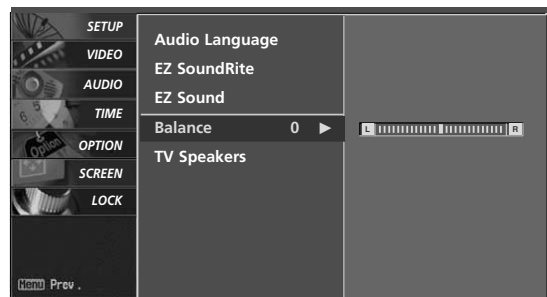 SETUP
VIDEO
AUDIO
TIME
OPTION
SCREEN
LOCK
Menu Prev.
Audio Language
EZ SoundRite
EZ Sound
Balance 0 ▶
TV Speakers
L R